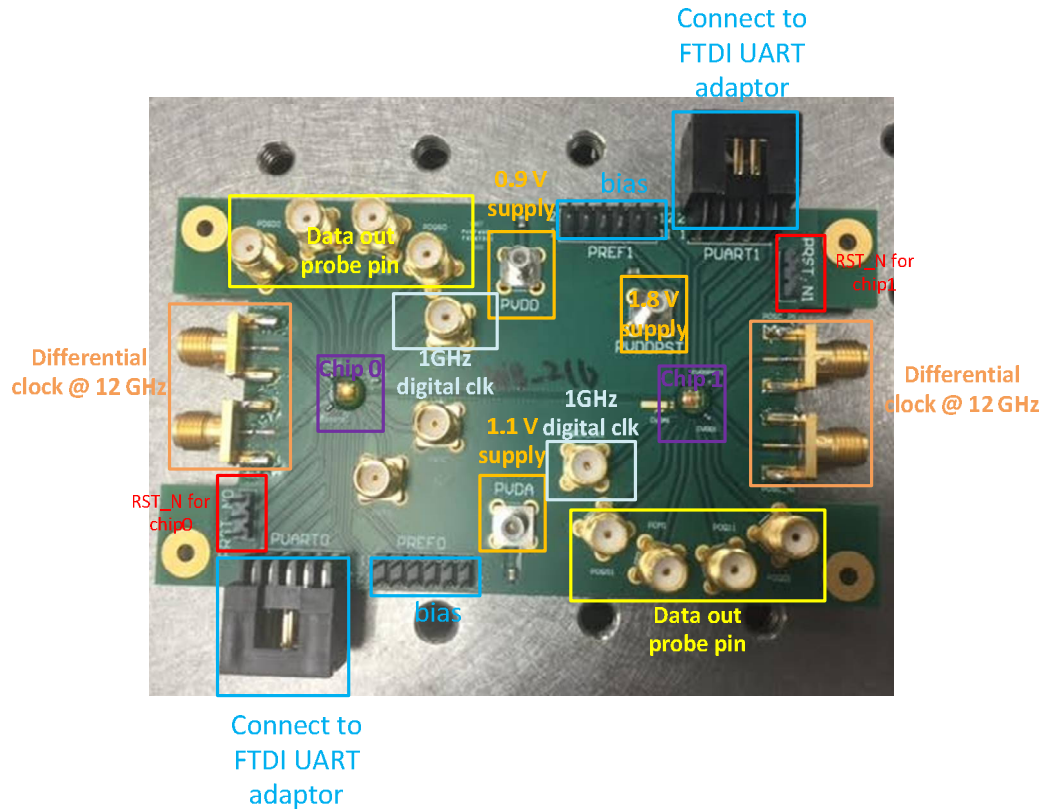 Connect to
FTDI UART
adaptor
0.9 V
supply
bias
Data out
probe pin
PREF1
PUART1
PRST_N1
RST_N for
chip1
PVDD
1.8 V
supply
PVDDPST
Differential
clock @ 12 GHz
Chip 0
1GHz
digital clk
Chip 1
1GHz
digital clk
Differential
clock @ 12 GHz
1.1 V
supply
PVDA
RST_N for
chip0
PUART0
PREF0
bias
Data out
probe pin
Connect to
FTDI UART
adaptor